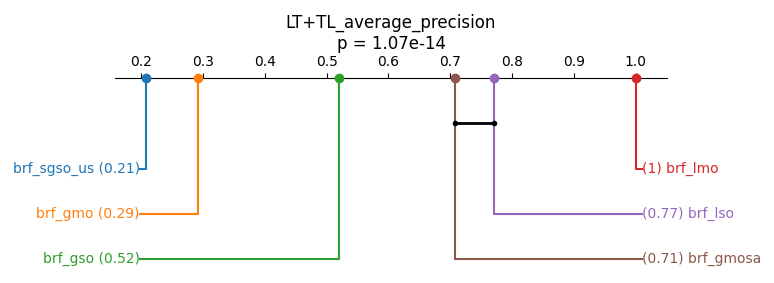 LT+TL_average_precision
p = 1.07e-14
0.2 0.3 0.4 0.5 0.6 0.7 0.8 0.9 1.0
brf_sgso_us (0.21) (1) brf_lmo
brf_gmo (0.29) (0.77) brf_lso
brf_gso (0.52) (0.71) brf_gmosa